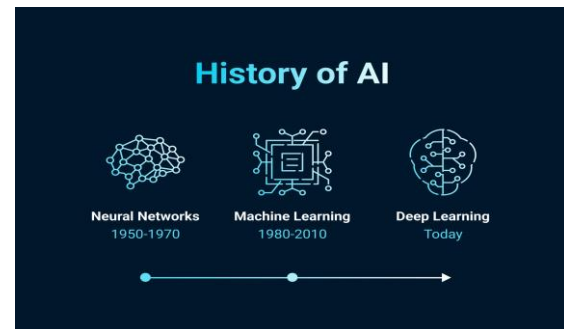 History of AI
Neural Networks
1950-1970
Machine Learning
1980-2010
Deep Learning
Today